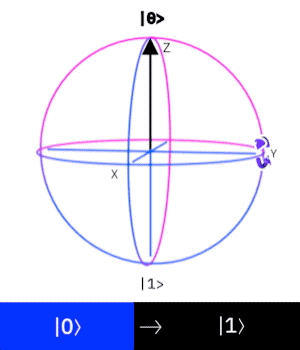 |0>
Z
Y
X
|1>
|0⟩ → |1⟩